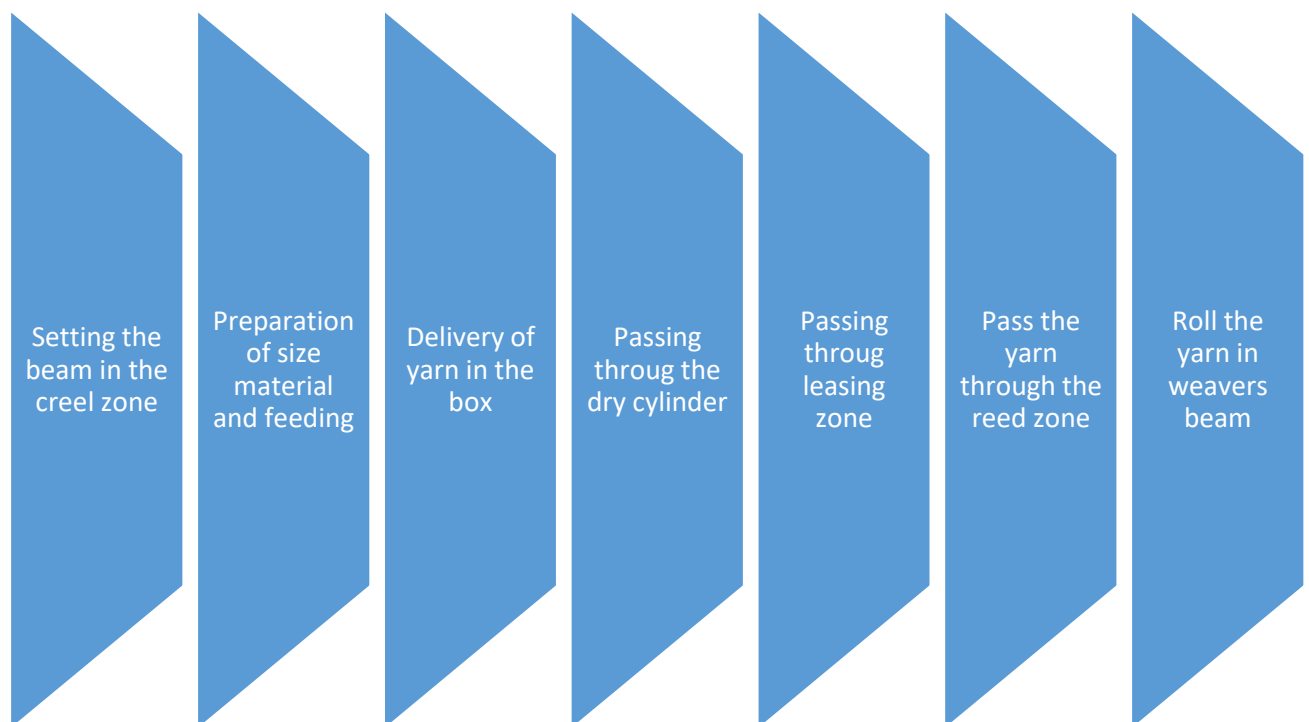 Setting the
beam in the
creel zone
Preparation
of size
material
and feeding
Delivery of
yarn in the
box
Passing
throug the
dry cylinder
Passing
throug
leasing
zone
Pass the
yarn
through the
reed zone
Roll the
yarn in
weavers
beam